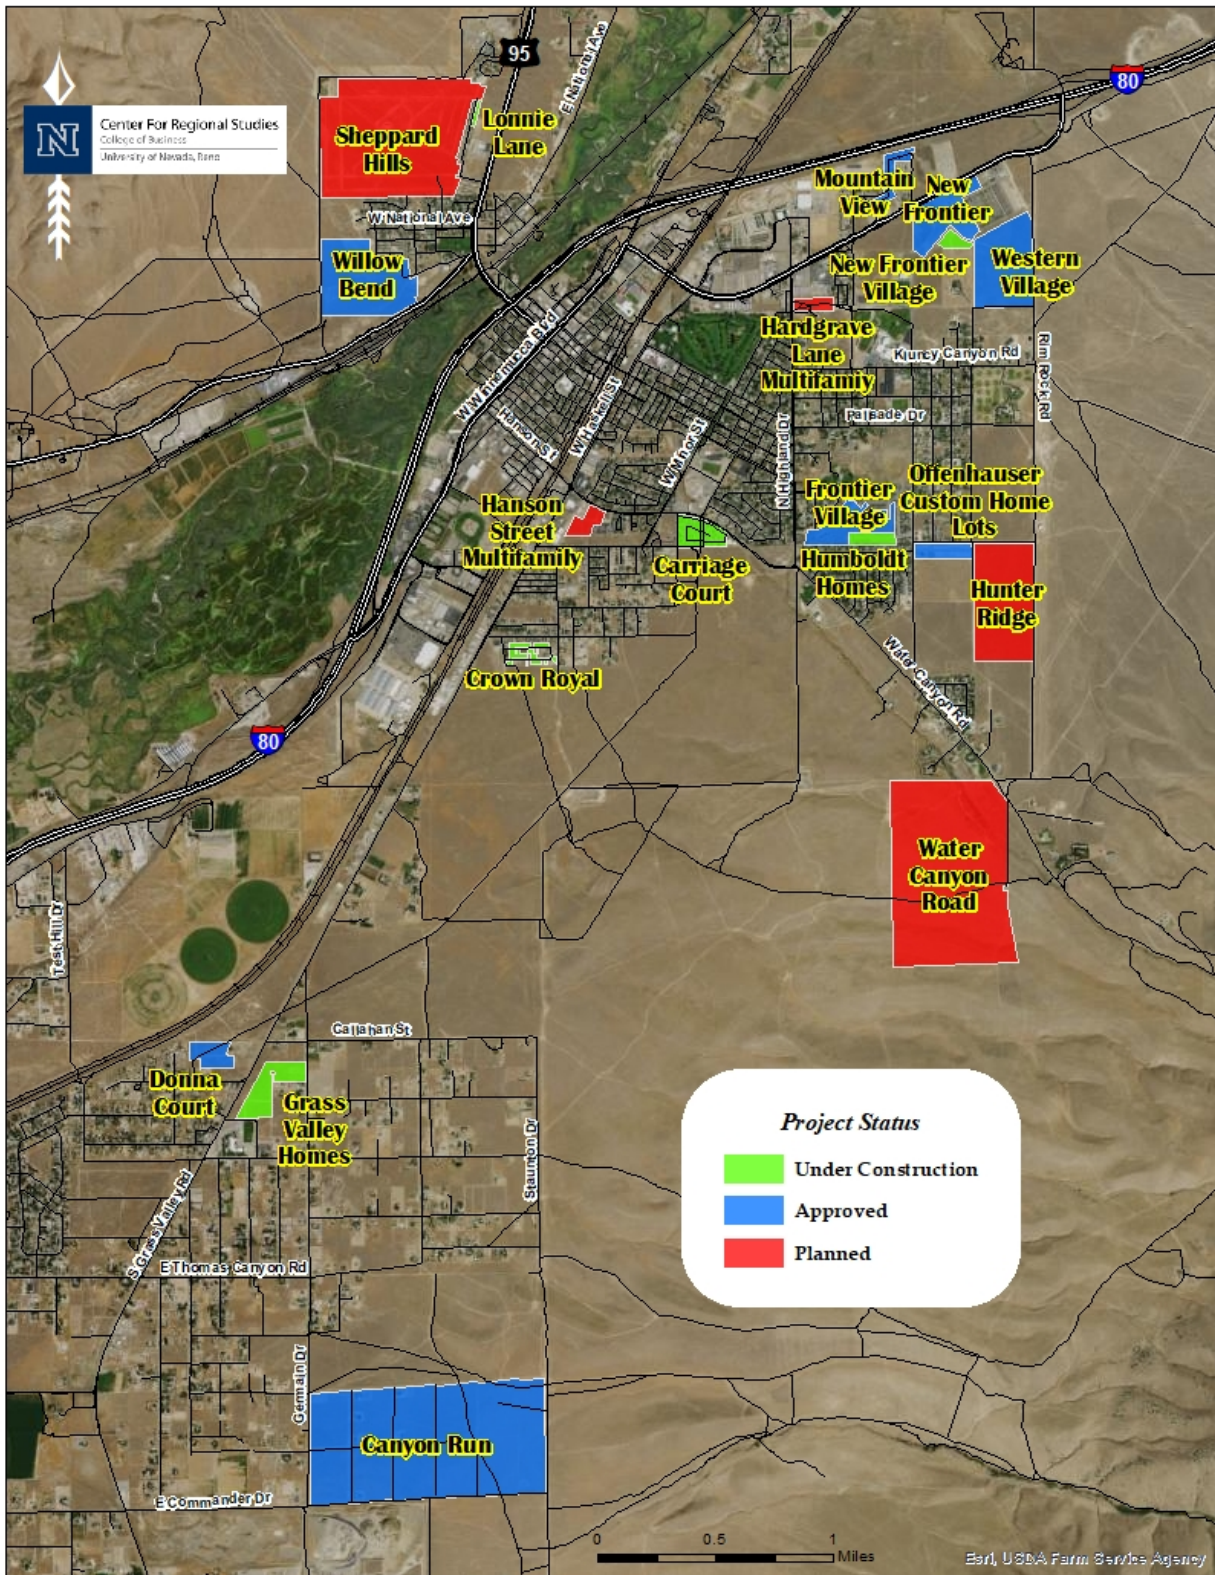 95
E National Ave
80
N
Center For Regional Studies
College of Business
University of Nevada, Reno
Sheppard
Hills
Lonnie
Lane
W National Ave
Willow
Bend
Mountain
View
New
Frontier
New Frontier
Village
Western
Village
Hardgrave
Lane
Multifamiy
Kluncy Canyon Rd
Rim Rock Rd
Palisade Dr
W Winnemucca Blvd
Hanson St
W Haskell St
W Minor St
N Highland Dr
Hanson
Street
Multifamily
Carriage
Court
Frontier
Village
Humboldt
Homes
Offenhauser
Custom Home
Lots
Hunter
Ridge
Crown Royal
Water Canyon Rd
80
Water
Canyon
Road
Test Hill Dr
Callahan St
Donna
Court
Grass
Valley
Homes
Staunton Dr
S Grass Valley Rd
E Thomas Canyon Rd
Germain Dr
Canyon Run
E Commander Dr
Project Status
Under Construction
Approved
Planned
0 0.5 1
Miles
Esri, USDA Farm Service Agency